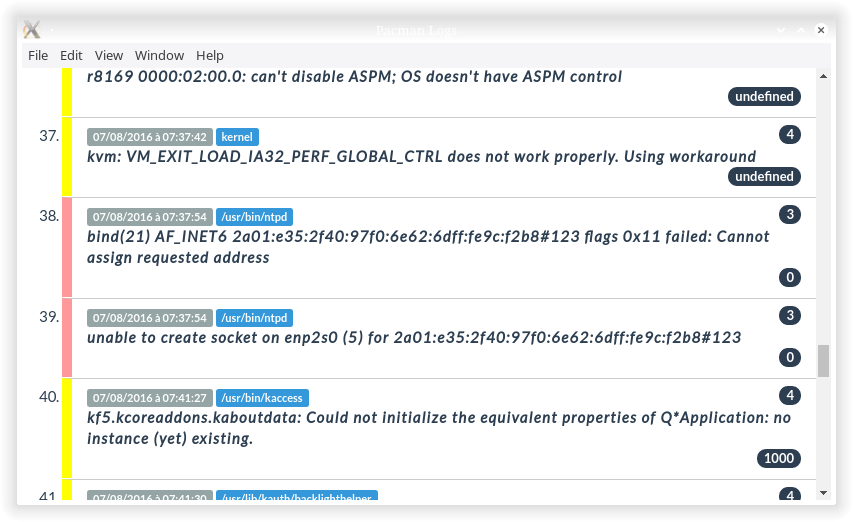 Pacman Logs
File Edit View Window Help
r8169 0000:02:00.0: can't disable ASPM; OS doesn't have ASPM control
undefined
37. 07/08/2016 à 07:37:42 kernel 4
kvm: VM_EXIT_LOAD_IA32_PERF_GLOBAL_CTRL does not work properly. Using workaround
undefined
38. 07/08/2016 à 07:37:54 /usr/bin/ntpd 3
bind(21) AF_INET6 2a01:e35:2f40:97f0:6e62:6dff:fe9c:f2b8#123 flags 0x11 failed: Cannot
assign requested address
0
39. 07/08/2016 à 07:37:54 /usr/bin/ntpd 3
unable to create socket on enp2s0 (5) for 2a01:e35:2f40:97f0:6e62:6dff:fe9c:f2b8#123
0
40. 07/08/2016 à 07:41:27 /usr/bin/kaccess 4
kf5.kcoreaddons.kaboutdata: Could not initialize the equivalent properties of Q*Application: no
instance (yet) existing.
1000
41. 07/08/2016 à 07:41:30 /usr/lib/kauth/backlighthelper 4